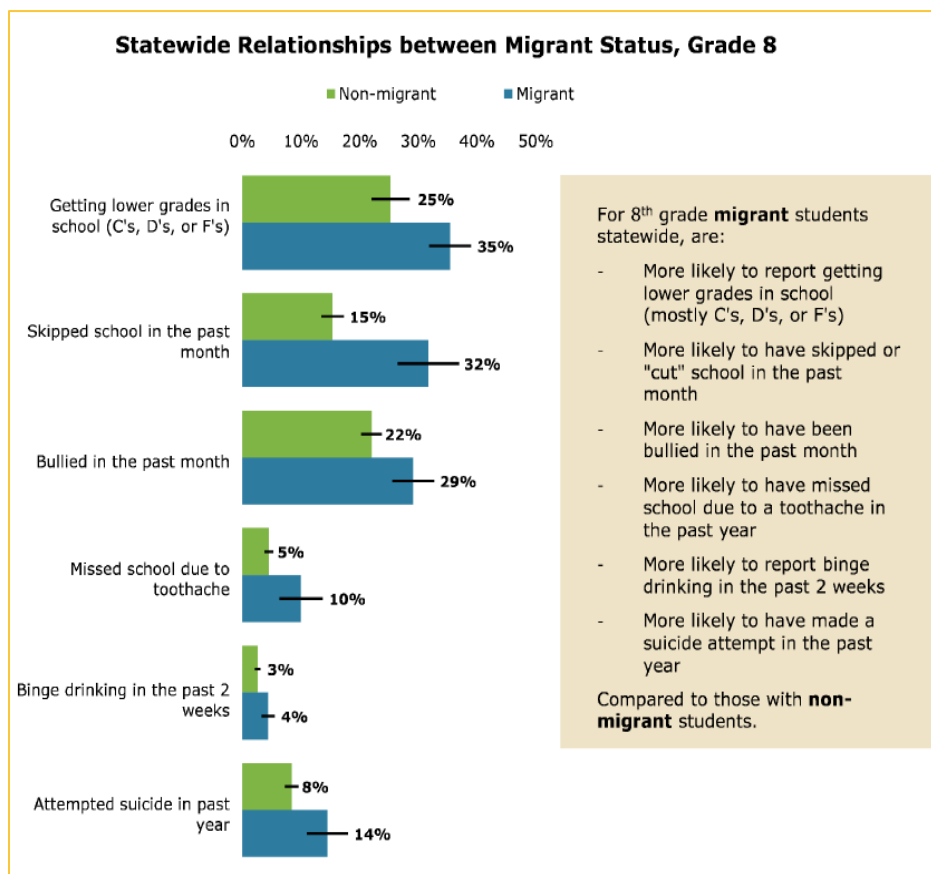 Statewide Relationships between Migrant Status, Grade 8
Non-migrant
Migrant
0% 10% 20% 30% 40% 50%
Getting lower grades in
school (C's, D's, or F's)
25%
35%
Skipped school in the past
month
15%
32%
Bullied in the past month
22%
29%
Missed school due to
toothache
5%
10%
Binge drinking in the past 2
weeks
3%
4%
Attempted suicide in past
year
8%
14%
For 8th grade migrant students
statewide, are:
- More likely to report getting
lower grades in school
(mostly C's, D's, or F's)
- More likely to have skipped or
"cut" school in the past
month
- More likely to have been
bullied in the past month
- More likely to have missed
school due to a toothache in
the past year
- More likely to report binge
drinking in the past 2 weeks
- More likely to have made a
suicide attempt in the past
year
Compared to those with non-
migrant students.